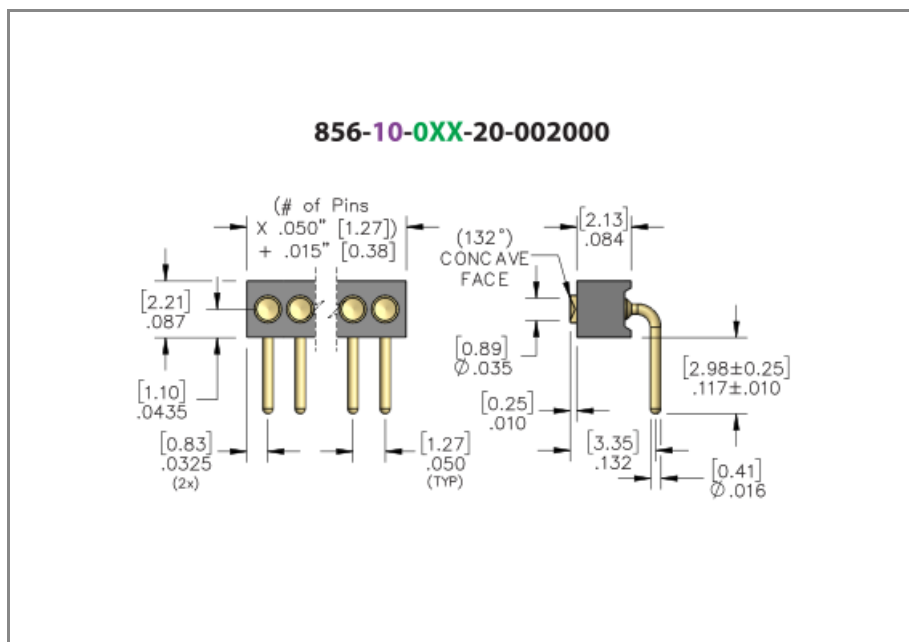 856-10-0XX-20-002000
(# of Pins
X .050" [1.27])
+ .015" [0.38]
[2.21]
.087
[1.10]
.0435
[0.83]
.0325
(2x)
[1.27]
.050
(TYP)
(132°)
CONCAVE
FACE
[2.13]
.084
[0.89]
Ø.035
[0.25]
.010
[3.35]
.132
[2.98±0.25]
.117±.010
[0.41]
Ø.016